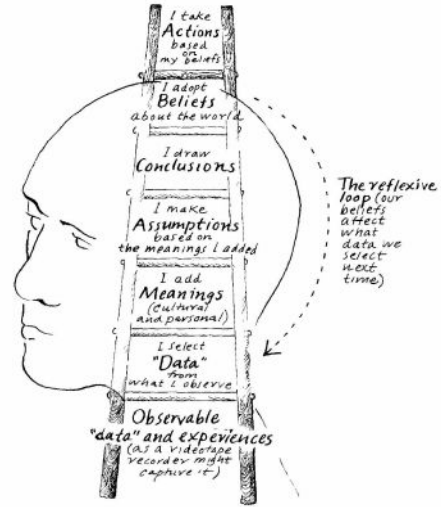 I take
Actions
based
on
my beliefs
I adopt
Beliefs
about the world
I draw
Conclusions
I make
Assumptions
based on
the meanings I added
I add
Meanings
(cultural
and personal)
I select
"Data"
from
what I observe
Observable
"data" and experiences
(as a videotape
recorder might
capture it)
The reflexive
loop (our
beliefs
affect
what
data we
select
next
time)